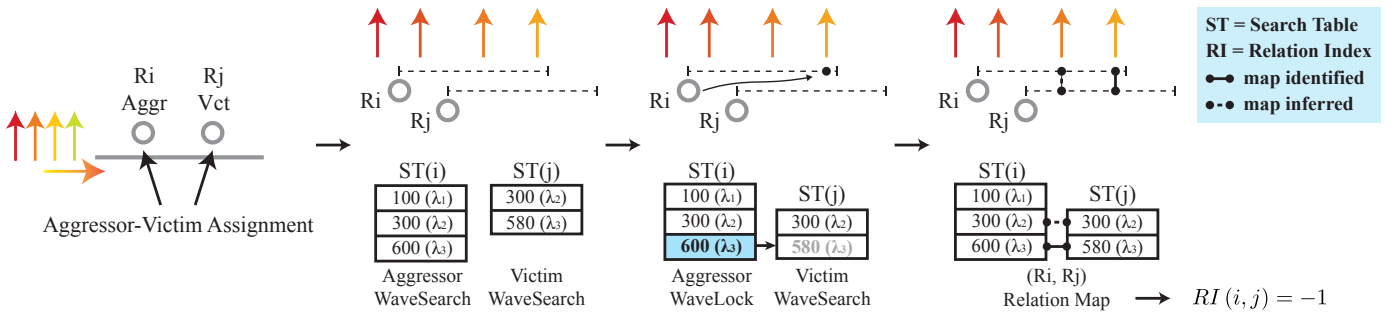 Ri
Aggr
Rj
Vct
Aggressor-Victim Assignment
Ri
Rj
ST(i)
100 (λ₁)
300 (λ₂)
600 (λ₃)
ST(j)
300 (λ₂)
580 (λ₃)
Aggressor
WaveSearch
Victim
WaveSearch
Ri
Rj
ST(i)
100 (λ₁)
300 (λ₂)
600 (λ₃)
ST(j)
300 (λ₂)
580 (λ₃)
Aggressor
WaveLock
Victim
WaveSearch
Ri
Rj
ST(i)
100 (λ₁)
300 (λ₂)
600 (λ₃)
ST(j)
300 (λ₂)
580 (λ₃)
(Ri, Rj)
Relation Map
RI (i, j) = −1
ST = Search Table
RI = Relation Index
map identified
map inferred